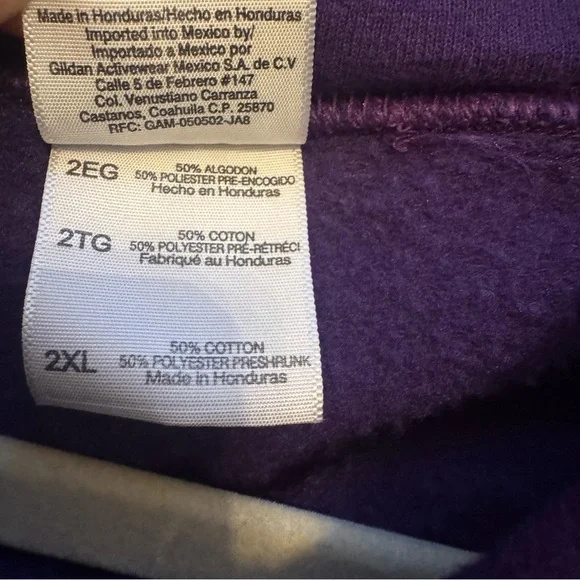 Made in Honduras/Hecho en Honduras
Imported into Mexico by/
Importado a Mexico por
Gildan Activewear Mexico S.A. de C.V
Calle 5 de Febrero #147
Col. Venustiano Carranza
Castanos, Coahuila C.P. 25870
RFC: GAM-050502-JA8
2EG
50% ALGODON
50% POLIESTER PRE-ENCOGIDO
Hecho en Honduras
2TG
50% COTON
50% POLYESTER PRÉ-RÉTRÉCI
Fabriqué au Honduras
2XL
50% COTTON
50% POLYESTER PRESHRUNK
Made in Honduras